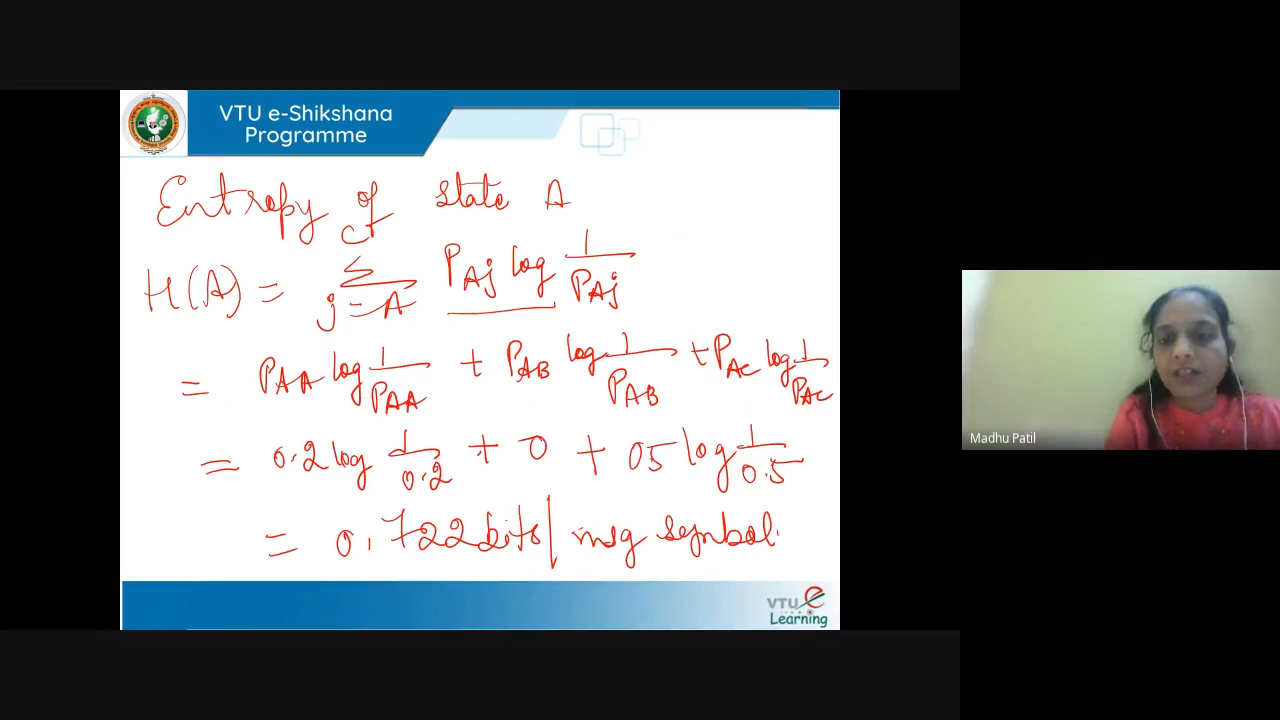 VTU e-Shikshana
Programme
Entropy of state A
H(A) = C Σ j=A PAj log 1/PAj
= PAA log 1/PAA + PAB log 1/PAB + PAC log 1/PAC
= 0.2 log 1/0.2 + 0 + 05 log 1/0.5
= 0.722 bits/msg symbol.
VTU e
Learning
Madhu Patil